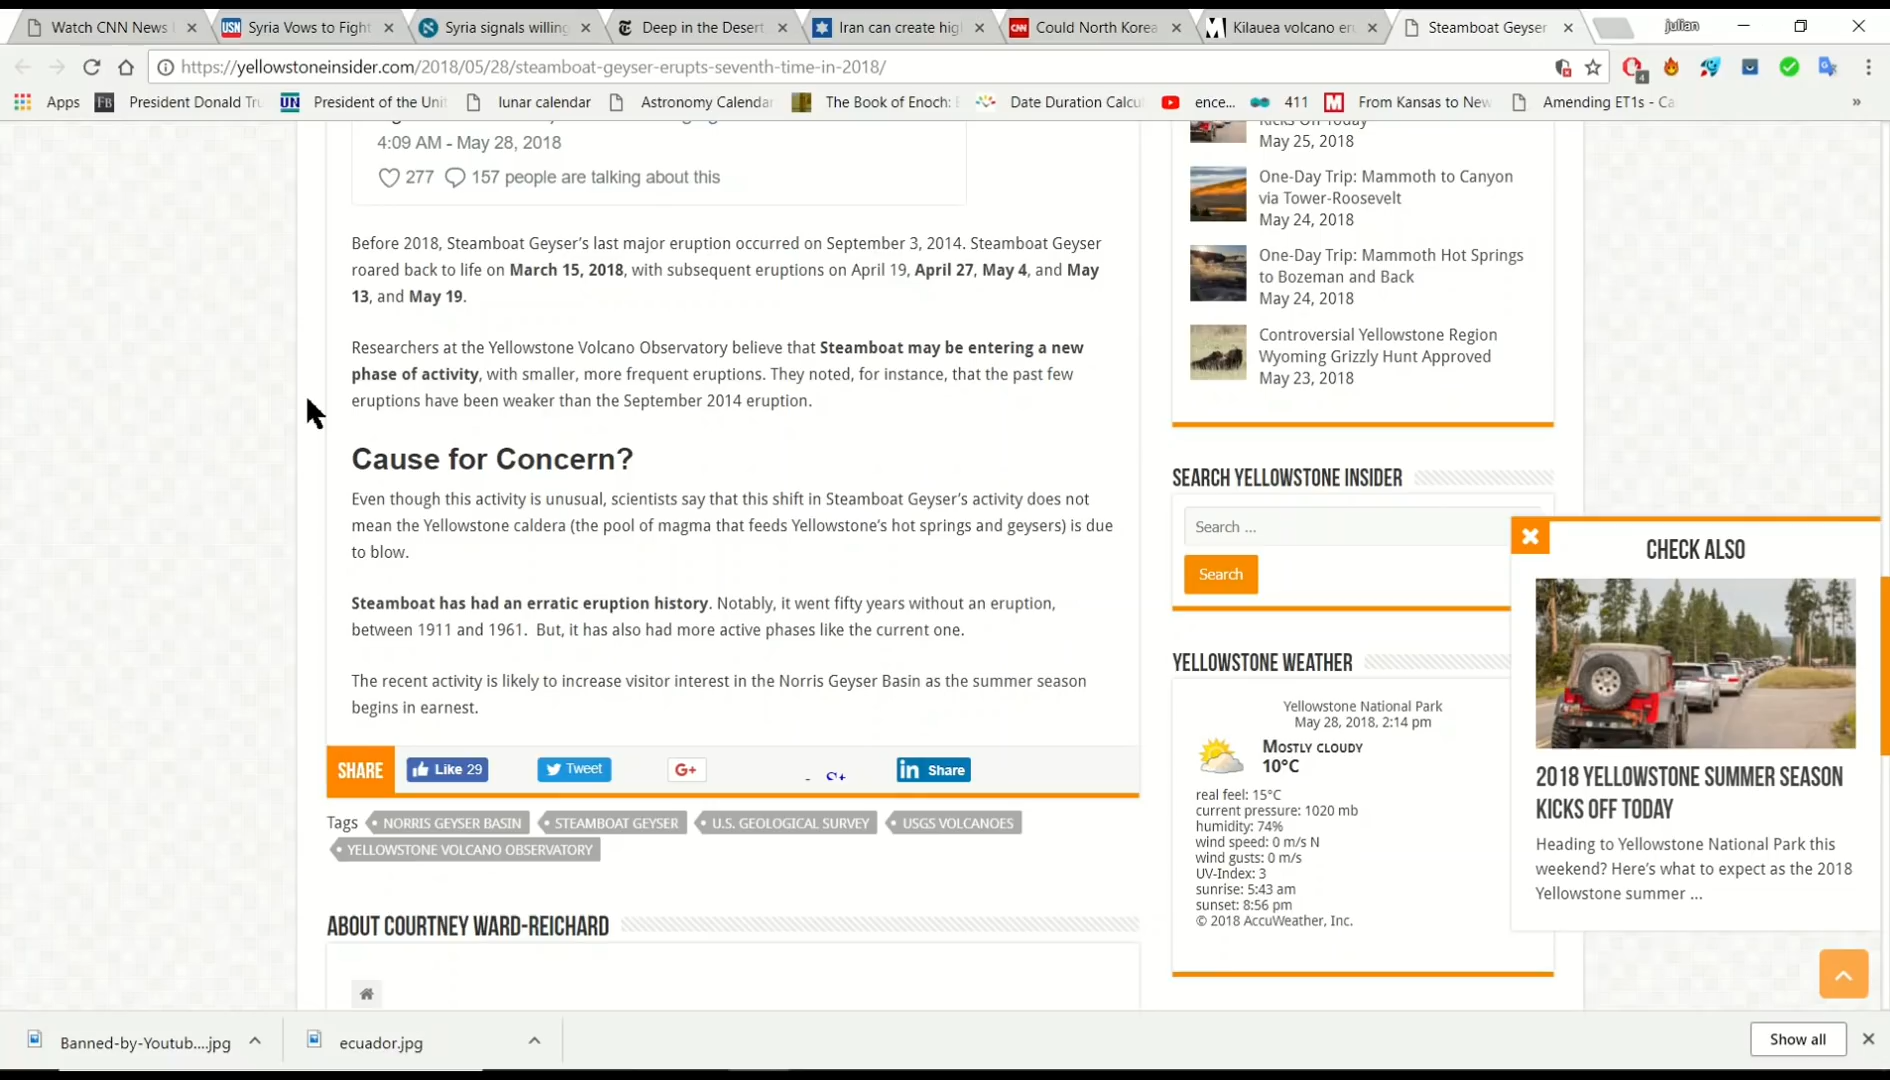 Watch CNN News
Syria Vows to Fight
Syria signals willing
Deep in the Desert
Iran can create hig
Could North Korea
Kilauea volcano er
Steamboat Geyser
julian
https://yellowstoneinsider.com/2018/05/28/steamboat-geyser-erupts-seventh-time-in-2018/
4
Apps
FB
President Donald Tr
UN
President of the Unit
lunar calendar
Astronomy Calenda
The Book of Enoch:
Date Duration Calcu
ence...
411
From Kansas to New
Amending ET1s - Ca
4:09 AM - May 28, 2018
277
157 people are talking about this
Before 2018, Steamboat Geyser’s last major eruption occurred on September 3, 2014. Steamboat Geyser
roared back to life on March 15, 2018, with subsequent eruptions on April 19, April 27, May 4, and May
13, and May 19.
Researchers at the Yellowstone Volcano Observatory believe that Steamboat may be entering a new
phase of activity, with smaller, more frequent eruptions. They noted, for instance, that the past few
eruptions have been weaker than the September 2014 eruption.
Cause for Concern?
Even though this activity is unusual, scientists say that this shift in Steamboat Geyser’s activity does not
mean the Yellowstone caldera (the pool of magma that feeds Yellowstone’s hot springs and geysers) is due
to blow.
Steamboat has had an erratic eruption history. Notably, it went fifty years without an eruption,
between 1911 and 1961. But, it has also had more active phases like the current one.
The recent activity is likely to increase visitor interest in the Norris Geyser Basin as the summer season
begins in earnest.
SHARE
Like 29
Tweet
G+
in Share
Tags
NORRIS GEYSER BASIN
STEAMBOAT GEYSER
U.S. GEOLOGICAL SURVEY
USGS VOLCANOES
YELLOWSTONE VOLCANO OBSERVATORY
ABOUT COURTNEY WARD-REICHARD
Kicks Off Today
May 25, 2018
One-Day Trip: Mammoth to Canyon
via Tower-Roosevelt
May 24, 2018
One-Day Trip: Mammoth Hot Springs
to Bozeman and Back
May 24, 2018
Controversial Yellowstone Region
Wyoming Grizzly Hunt Approved
May 23, 2018
SEARCH YELLOWSTONE INSIDER
Search ...
Search
YELLOWSTONE WEATHER
Yellowstone National Park
May 28, 2018, 2:14 pm
Mostly cloudy
10°C
real feel: 15°C
current pressure: 1020 mb
humidity: 74%
wind speed: 0 m/s N
wind gusts: 0 m/s
UV-Index: 3
sunrise: 5:43 am
sunset: 8:56 pm
© 2018 AccuWeather, Inc.
CHECK ALSO
2018 YELLOWSTONE SUMMER SEASON
KICKS OFF TODAY
Heading to Yellowstone National Park this
weekend? Here’s what to expect as the 2018
Yellowstone summer ...
Banned-by-Youtub....jpg
ecuador.jpg
Show all